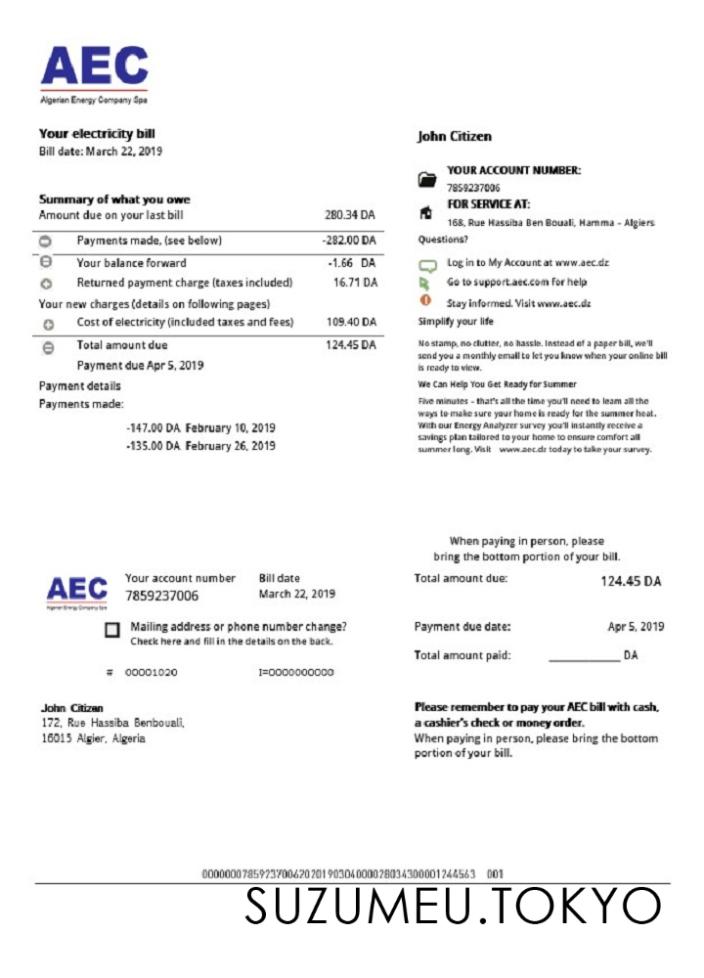 AEC
Algerian Energy Company Spa
Your electricity bill
Bill date: March 22, 2019
Summary of what you owe
Amount due on your last bill 280.34 DA
Payments made, (see below) -282.00 DA
Your balance forward -1.66 DA
Returned payment charge (taxes included) 16.71 DA
Your new charges (details on following pages)
Cost of electricity (included taxes and fees) 109.40 DA
Total amount due 124.45 DA
Payment due Apr 5, 2019
Payment details
Payments made:
-147.00 DA February 10, 2019
-135.00 DA February 26, 2019
John Citizen
YOUR ACCOUNT NUMBER:
7859237006
FOR SERVICE AT:
168, Rue Hassiba Ben Bouali, Hamma - Algiers
Questions?
Log in to My Account at www.aec.dz
Go to support.aec.com for help
Stay informed. Visit www.aec.dz
Simplify your life
No stamp, no clutter, no hassle. Instead of a paper bill, we'll
send you a monthly email to let you know when your online bill
is ready to view.
We Can Help You Get Ready for Summer
Five minutes - that's all the time you'll need to learn all the
ways to make sure your home is ready for the summer heat.
With our Energy Analyzer survey you'll instantly receive a
savings plan tailored to your home to ensure comfort all
summer long. Visit www.aec.dz today to take your survey.
When paying in person, please
bring the bottom portion of your bill.
AEC
Algerian Energy Company Spa
Your account number Bill date
7859237006 March 22, 2019
Mailing address or phone number change?
Check here and fill in the details on the back.
# 00001020 I=0000000000
Total amount due: 124.45 DA
Payment due date: Apr 5, 2019
Total amount paid: __________ DA
John Citizen
172, Rue Hassiba Benbouali,
16015 Algier, Algeria
Please remember to pay your AEC bill with cash,
a cashier's check or money order.
When paying in person, please bring the bottom
portion of your bill.
00000007859237006202019030400002803430000124​4563 001
SUZUMEU.TOKYO